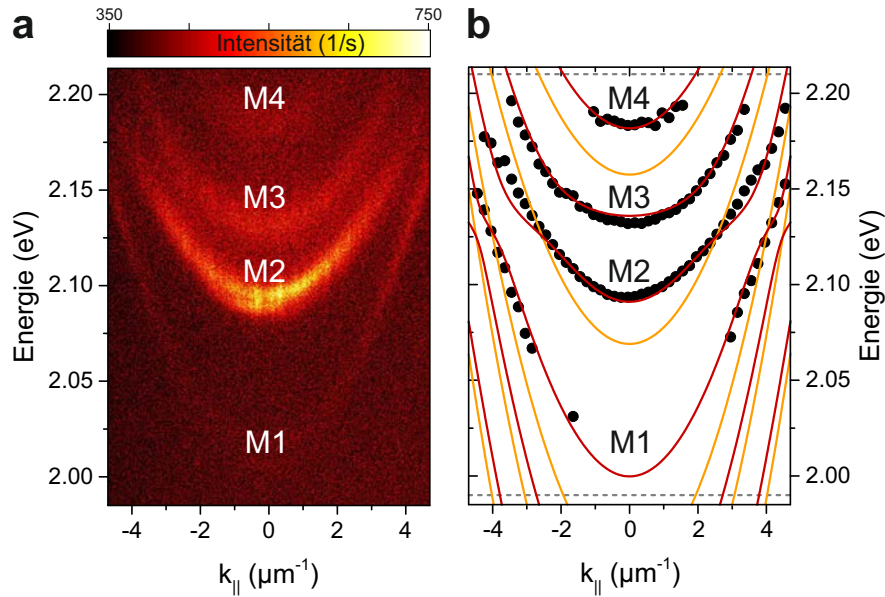 a
350
750
Intensität (1/s)
2.20
2.15
2.10
2.05
2.00
Energie (eV)
M4
M3
M2
M1
-4
-2
0
2
4
k|| (µm-1)
b
M4
M3
M2
M1
2.20
2.15
2.10
2.05
2.00
Energie (eV)
-4
-2
0
2
4
k|| (µm-1)